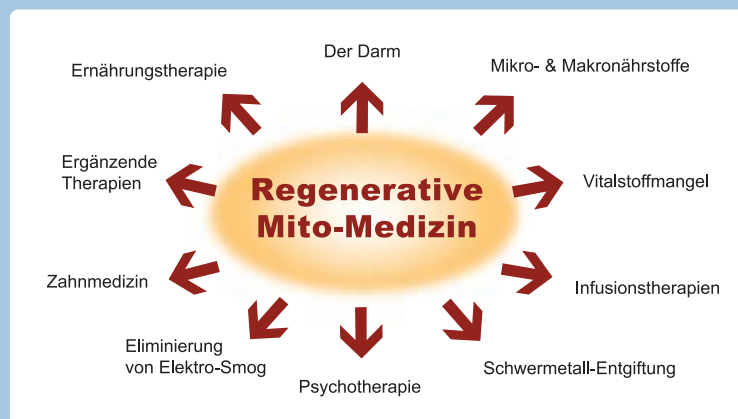 Der Darm
Ernährungstherapie
Mikro- & Makronährstoffe
Ergänzende
Therapien
Regenerative
Mito-Medizin
Vitalstoffmangel
Zahnmedizin
Infusionstherapien
Eliminierung
von Elektro-Smog
Schwermetall-Entgiftung
Psychotherapie